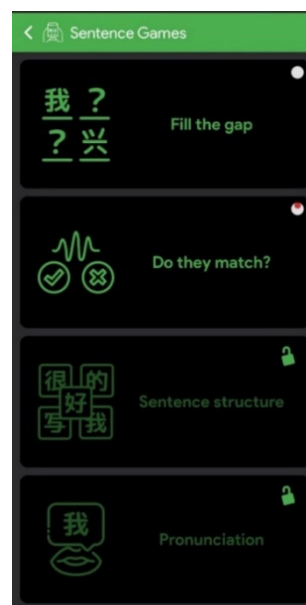 Sentence Games
我 ?
? 兴
Fill the gap
Do they match?
很 的
好
写 我
Sentence structure
我
Pronunciation